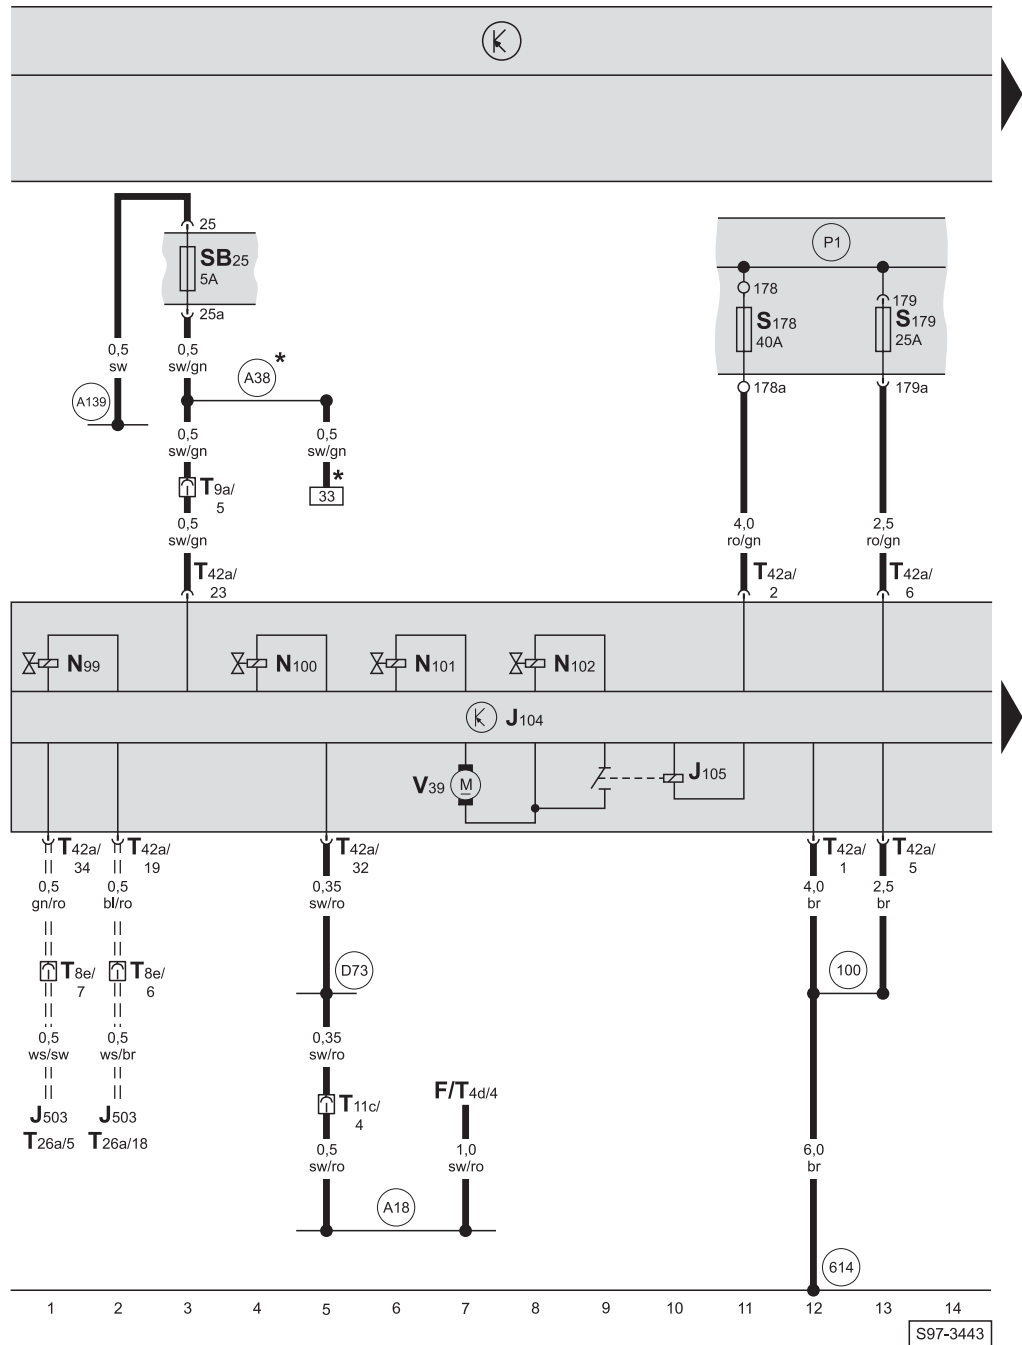 25
SB25
5A
25a
P1
178
179
S178
40A
S179
25A
178a
179a
0,5
sw
0,5
sw/gn
A38 *
A139
0,5
sw/gn
0,5
sw/gn
*
33
T9a/
5
0,5
sw/gn
4,0
ro/gn
2,5
ro/gn
T42a/
23
T42a/
2
T42a/
6
N99
N100
N101
N102
J104
V39
M
J105
T42a/
34
T42a/
19
T42a/
32
T42a/
1
T42a/
5
0,5
gn/ro
0,5
bl/ro
0,35
sw/ro
4,0
br
2,5
br
T8e/
7
T8e/
6
D73
100
0,5
ws/sw
0,5
ws/br
0,35
sw/ro
J503
T26a/5
J503
T26a/18
T11c/
4
F/T4d/4
0,5
sw/ro
1,0
sw/ro
6,0
br
A18
614
1 2 3 4 5 6 7 8 9 10 11 12 13 14
S97-3443